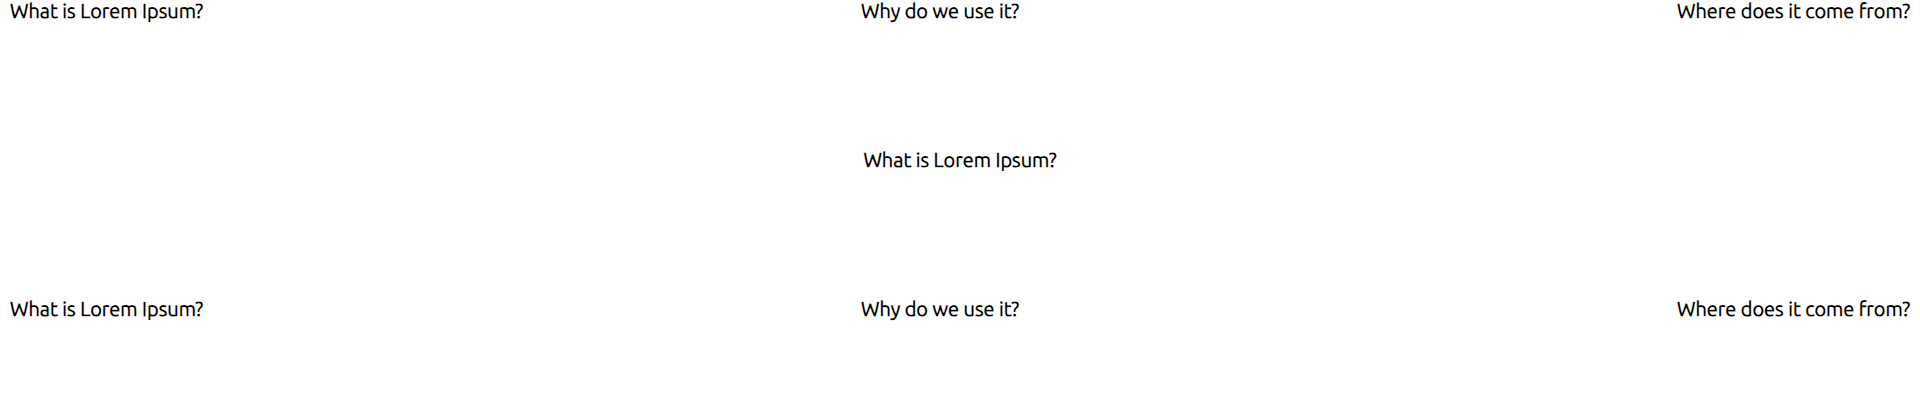 What is Lorem Ipsum? Why do we use it? Where does it come from?
What is Lorem Ipsum?
What is Lorem Ipsum? Why do we use it? Where does it come from?